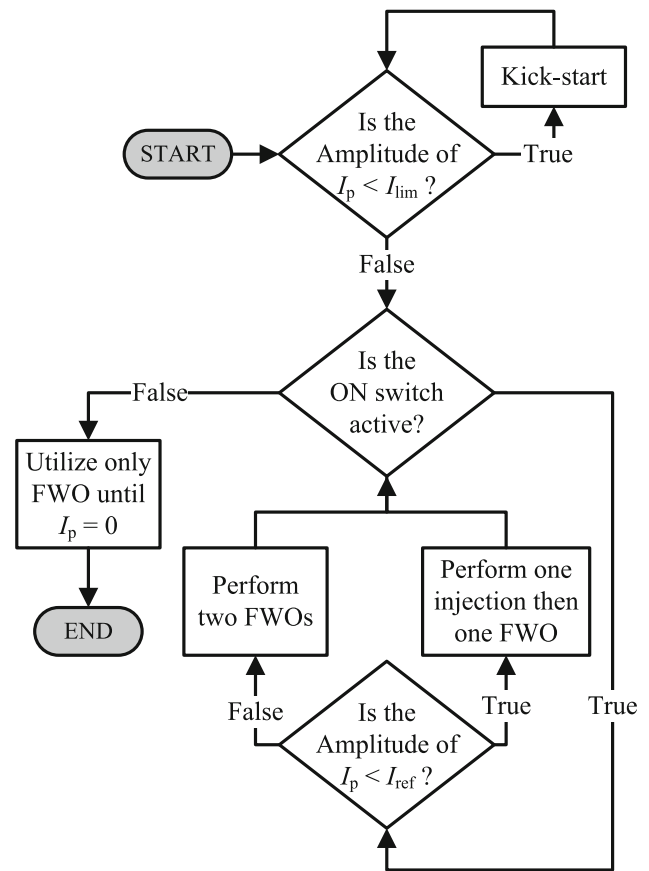 Kick-start
START
Is the
Amplitude of
Ip < Ilim ?
True
False
Is the
ON switch
active?
False
Utilize only
FWO until
Ip = 0
END
Perform
two FWOs
Perform one
injection then
one FWO
False
True
True
Is the
Amplitude of
Ip < Iref ?